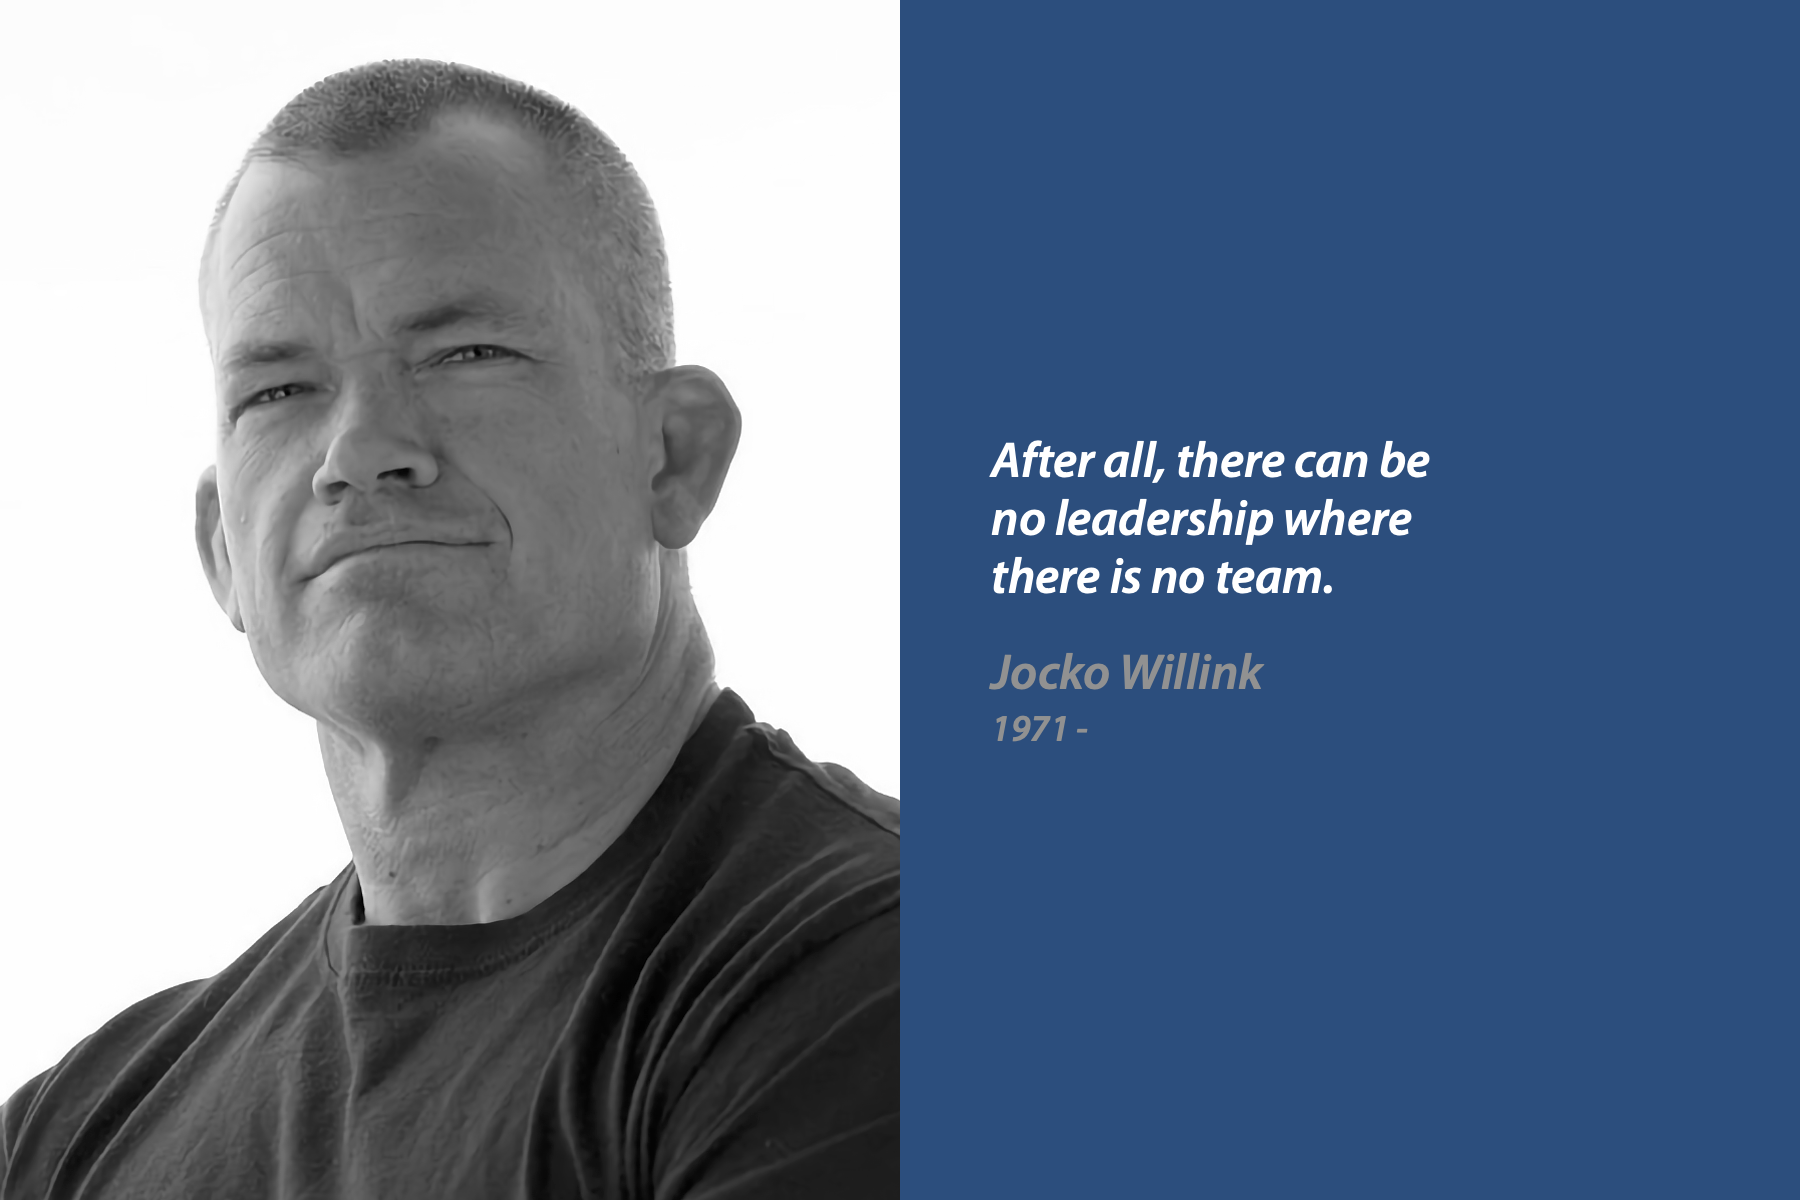 After all, there can be
no leadership where
there is no team.
Jocko Willink
1971 -